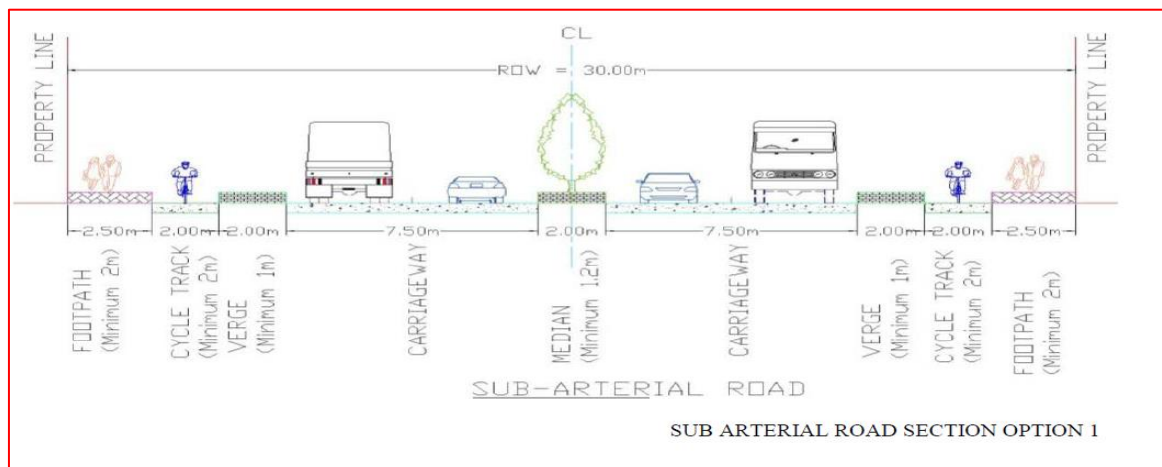 CL
ROW = 30.00m
PROPERTY LINE
PROPERTY LINE
2.50m 2.00m 2.00m 7.50m 2.00m 7.50m 2.00m 2.00m 2.50m
FOOTPATH
(Minimum 2m)
CYCLE TRACK
(Minimum 2m)
VERGE
(Minimum 1m)
CARRIAGEWAY
MEDIAN
(Minimum 1.2m)
CARRIAGEWAY
VERGE
(Minimum 1m)
CYCLE TRACK
(Minimum 2m)
FOOTPATH
(Minimum 2m)
SUB-ARTERIAL ROAD
SUB ARTERIAL ROAD SECTION OPTION 1